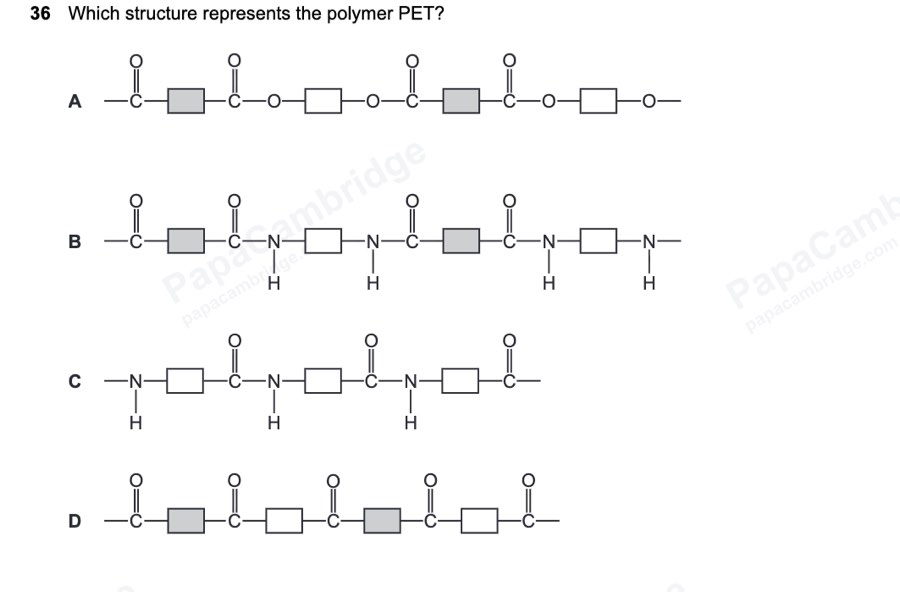 36 Which structure represents the polymer PET?
O O O O
A C C O O C C O O
O O O O
B C C N N C C N N
H H H H
O O O
C N C N C N C
H H H
O O O O O
D C C C C C
PapaCambridge
papacambridge.com
PapaCamb
papacambridge.com